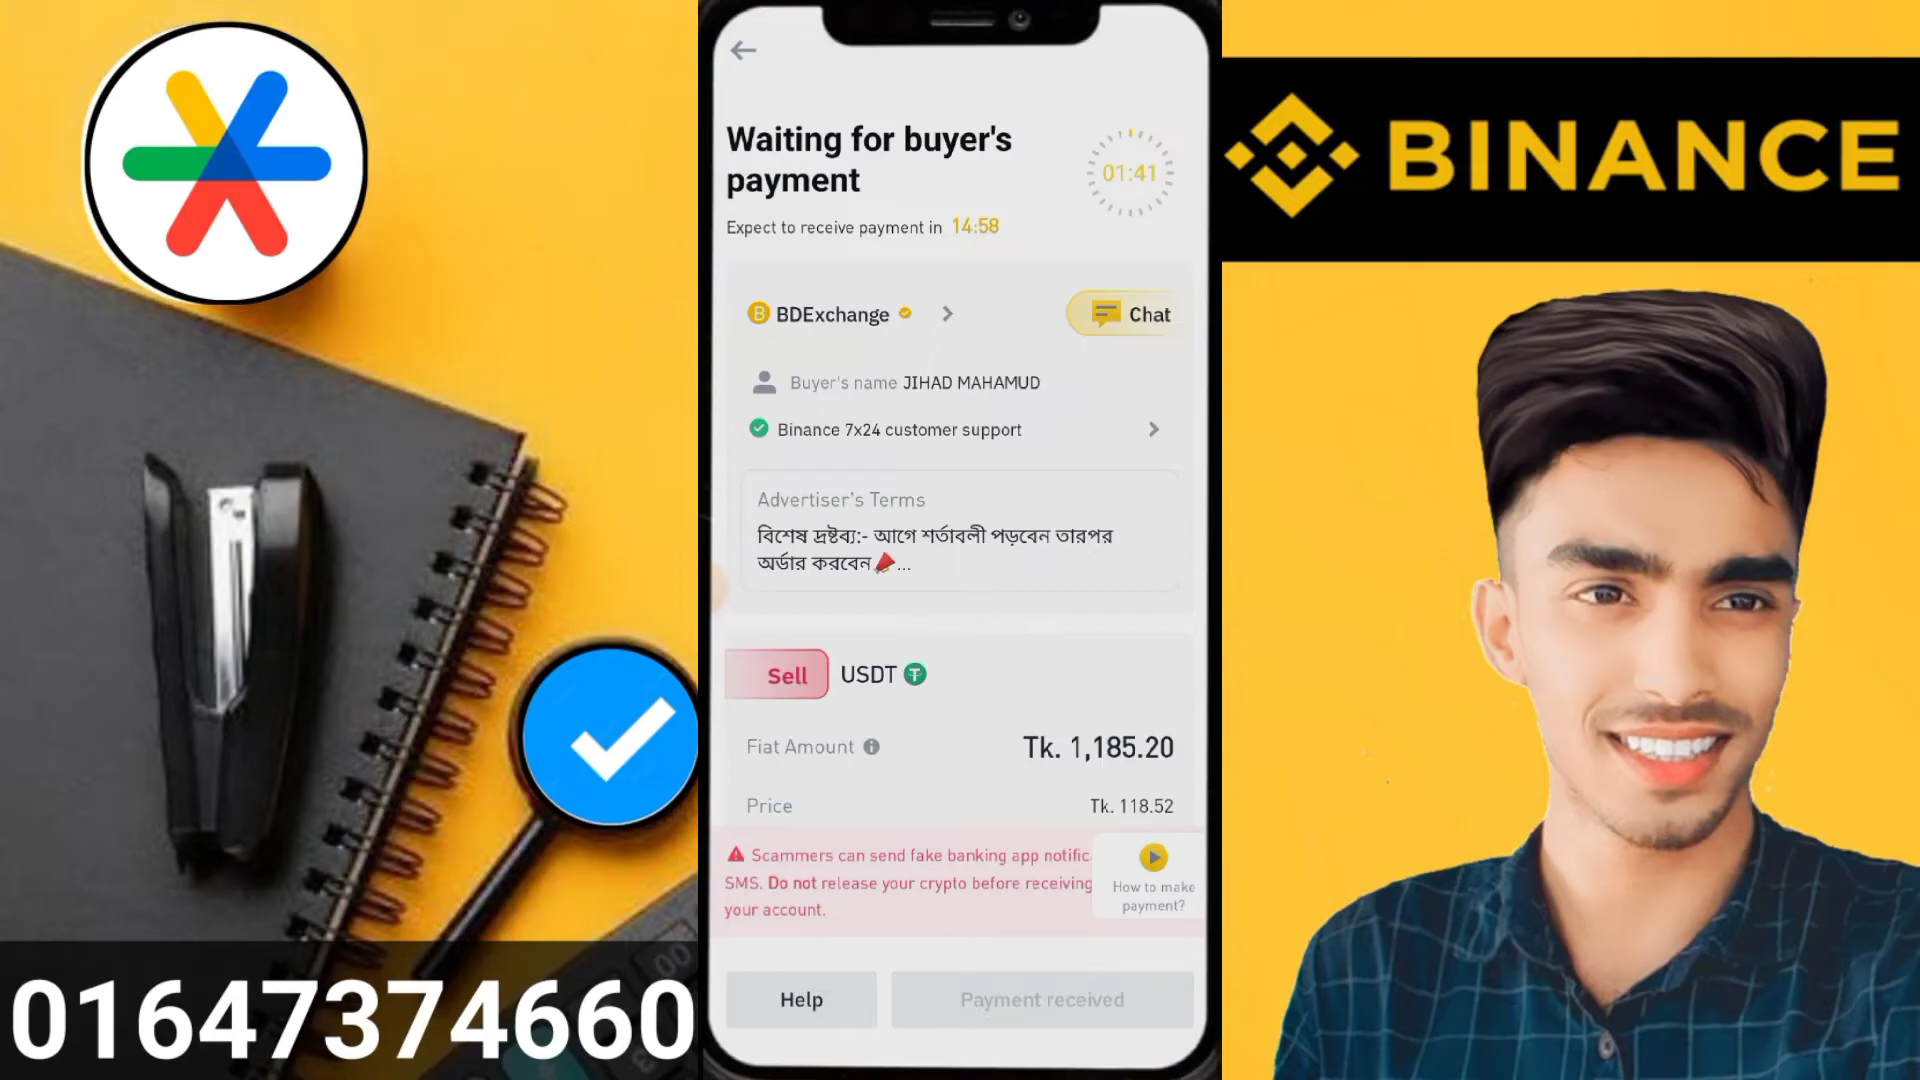 Waiting for buyer's
payment
01:41
Expect to receive payment in 14:58
BDExchange
Chat
Buyer's name JIHAD MAHAMUD
Binance 7x24 customer support
Advertiser's Terms
বিশেষ দ্রষ্টব্য:- আগে শর্তাবলী পড়বেন তারপর
অর্ডার করবেন📣...
Sell USDT
Fiat Amount Tk. 1,185.20
Price Tk. 118.52
Scammers can send fake banking app notific
SMS. Do not release your crypto before receiving
your account.
How to make
payment?
Help
Payment received
01647374660
BINANCE